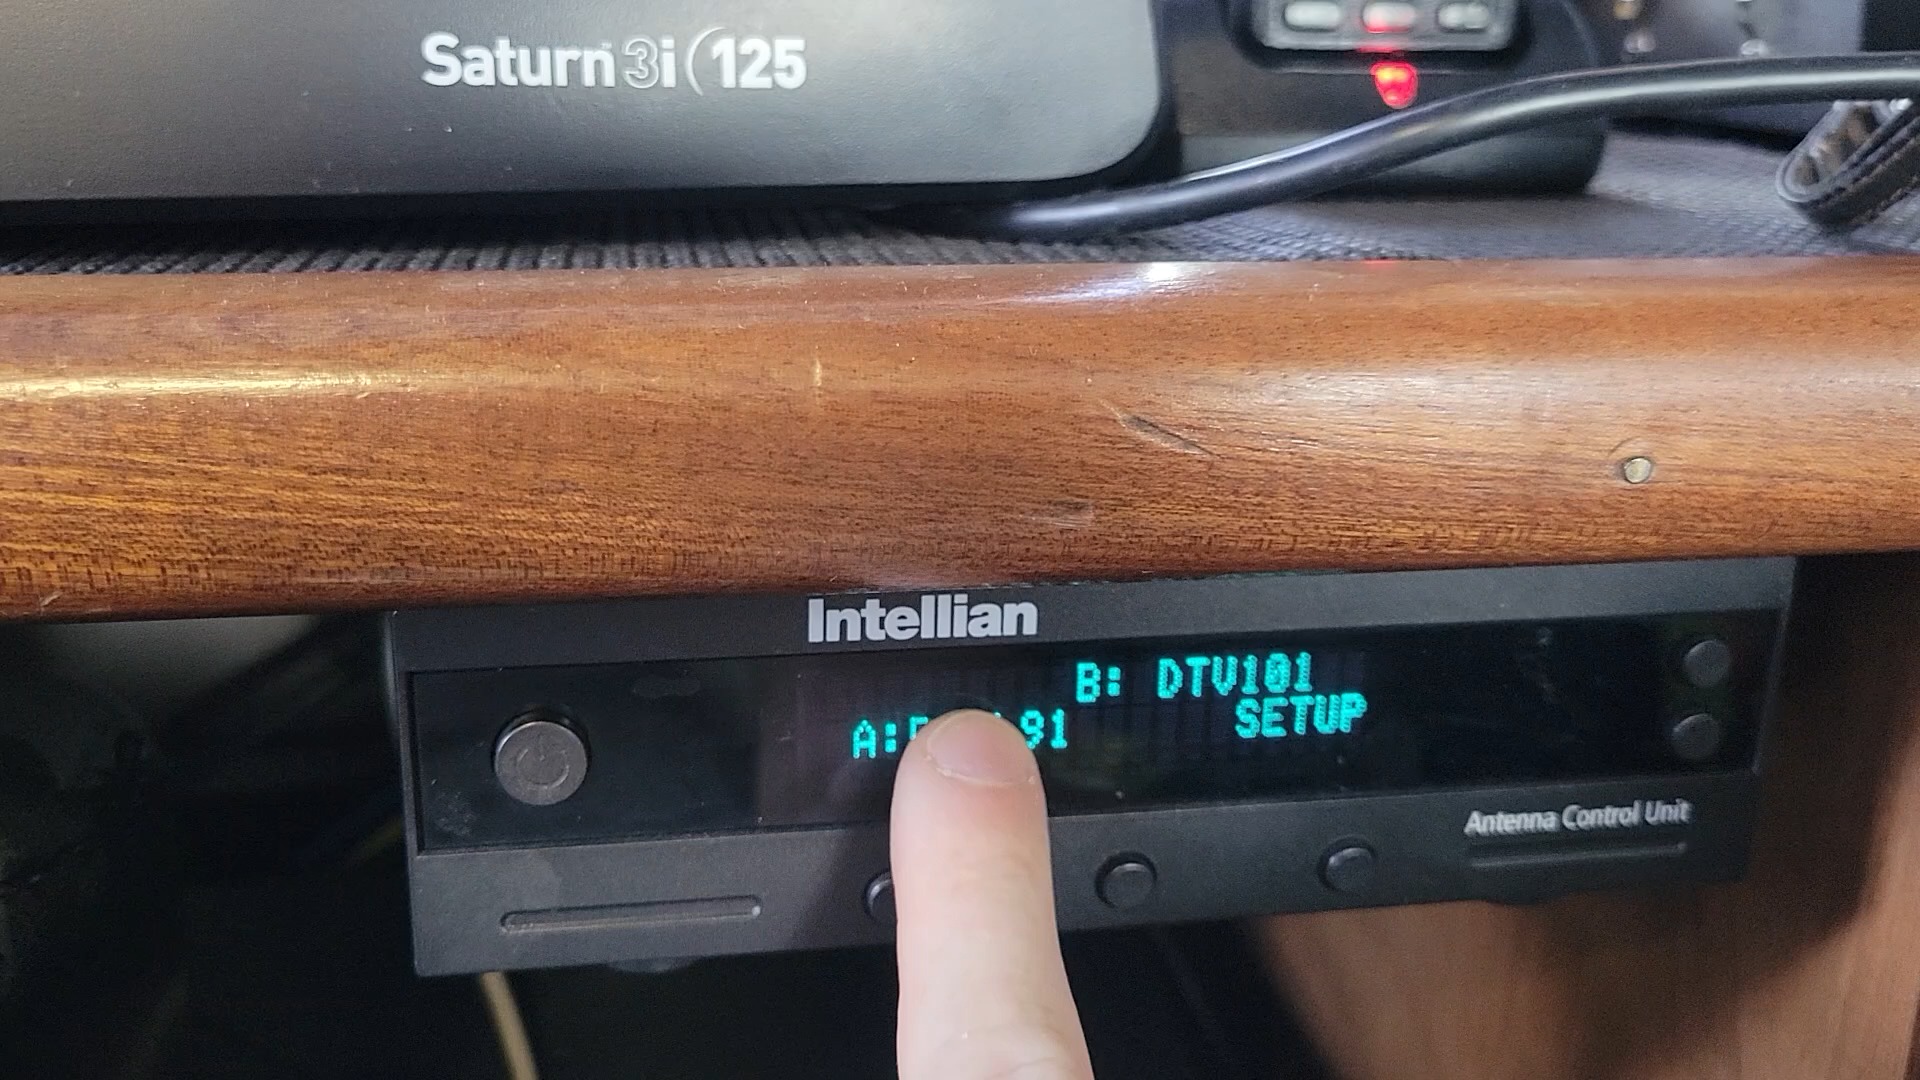 Saturn 3i 125
Intellian
B: DTV101
A: 91 SETUP
Antenna Control Unit